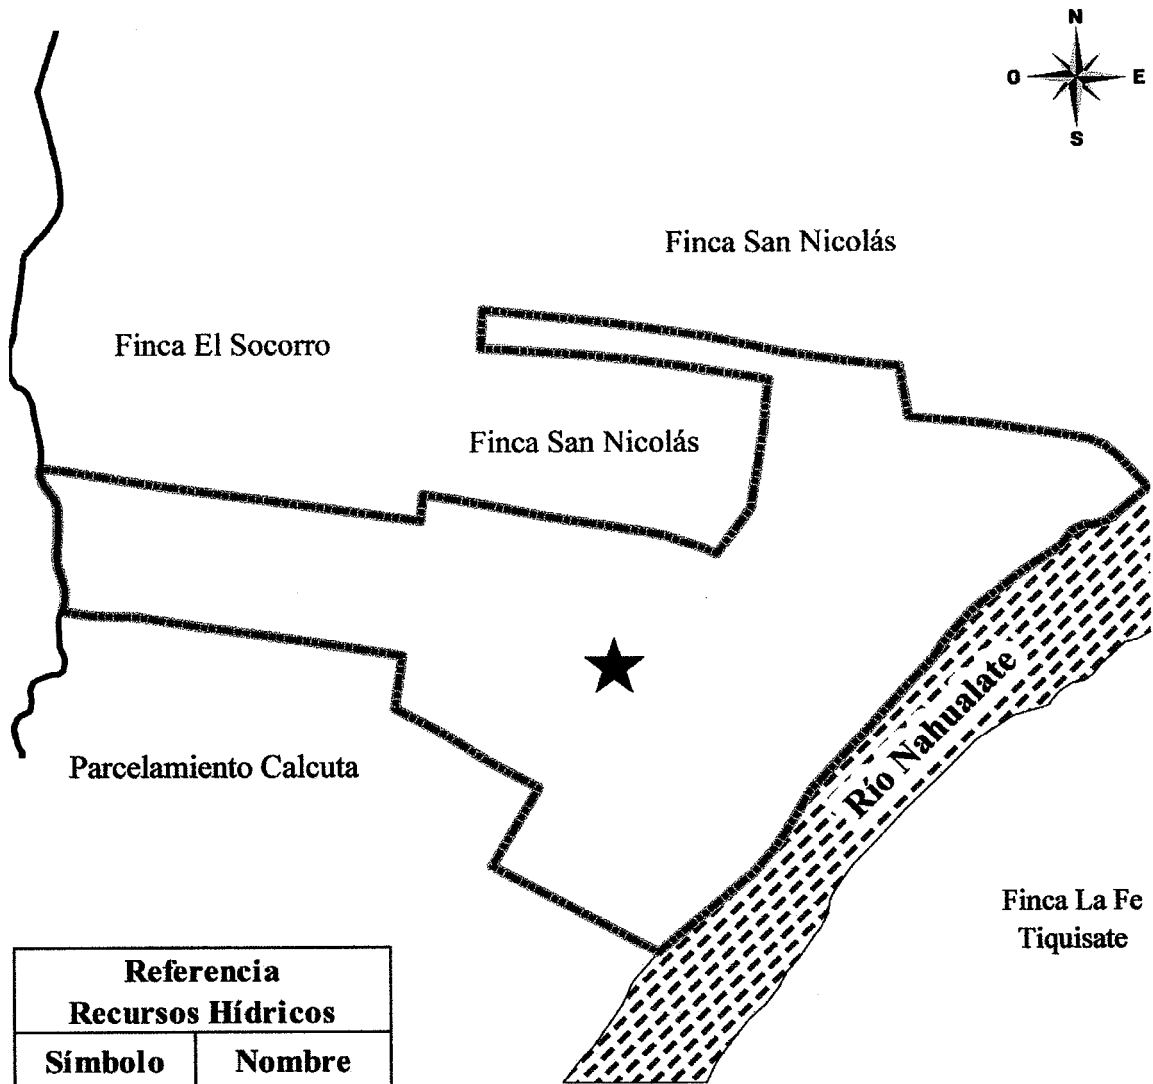 N
O E
S
Finca San Nicolás
Finca El Socorro
Finca San Nicolás
Río Nahualate
Parcelamiento Calcuta
Finca La Fe
Tiquisate
Referencia
Recursos Hídricos
Símbolo Nombre